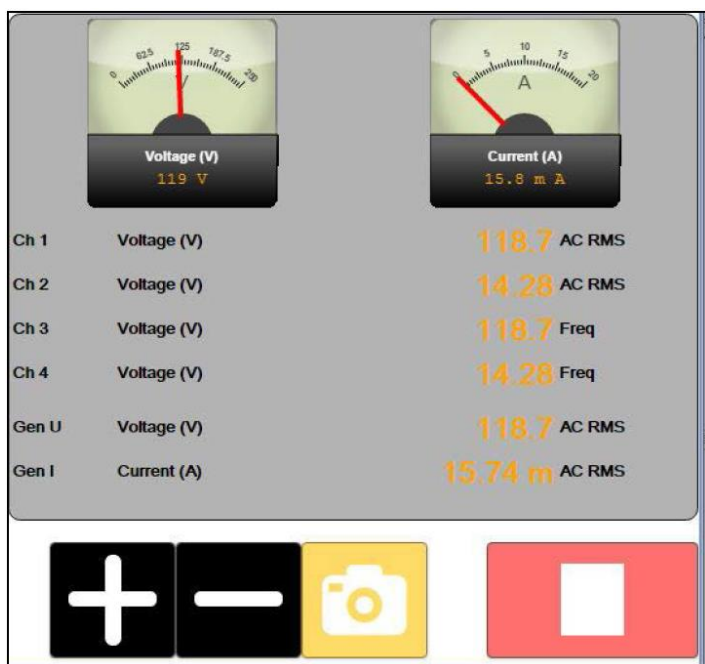 0 62.5 125 187.5 200
V
0 5 10 15 20
A
Voltage (V)
119 V
Current (A)
15.8 m A
Ch 1 Voltage (V) 118.7 AC RMS
Ch 2 Voltage (V) 14.28 AC RMS
Ch 3 Voltage (V) 118.7 Freq
Ch 4 Voltage (V) 14.28 Freq
Gen U Voltage (V) 118.7 AC RMS
Gen I Current (A) 15.74 m AC RMS